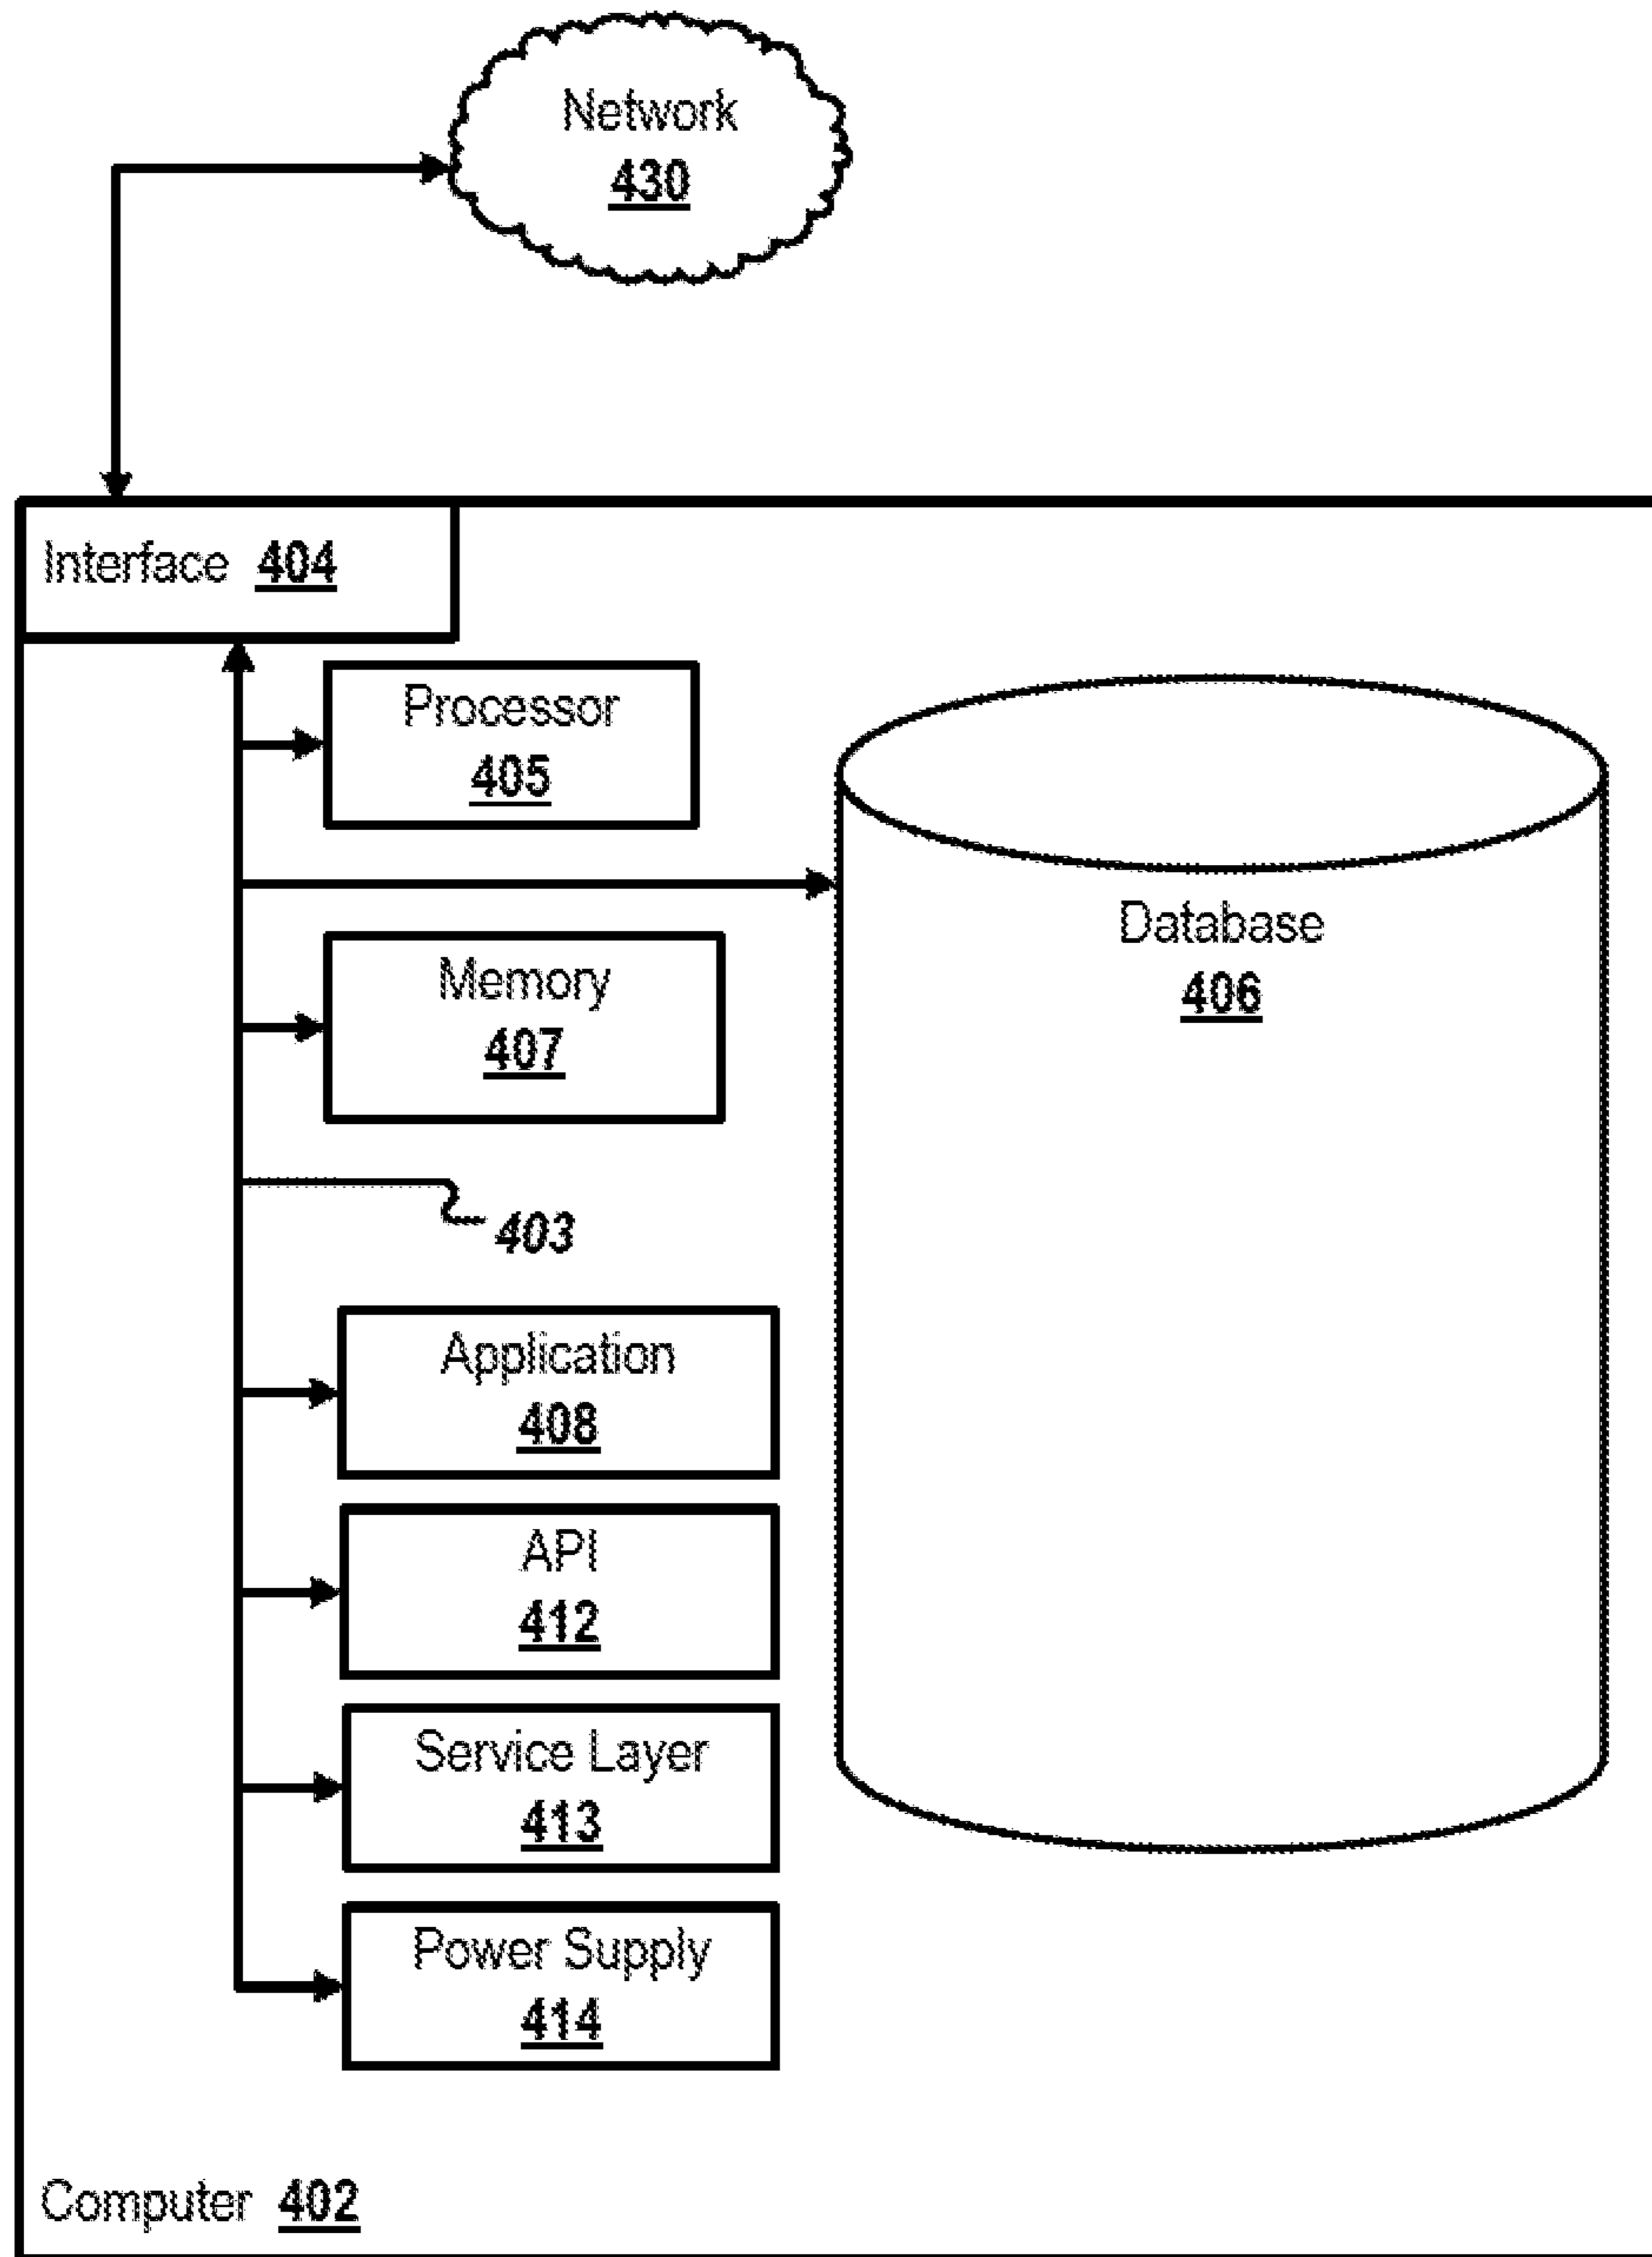 Network
430
Interface 404
Processor
405
Database
406
Memory
407
403
Application
408
API
412
Service Layer
413
Power Supply
414
Computer 402